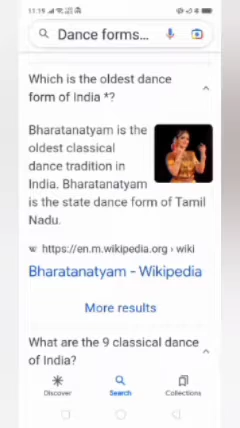 11:19
Dance forms...
Which is the oldest dance
form of India *?
Bharatanatyam is the
oldest classical
dance tradition in
India. Bharatanatyam
is the state dance form of Tamil
Nadu.
W https://en.m.wikipedia.org › wiki
Bharatanatyam - Wikipedia
More results
What are the 9 classical dance
of India?
Discover
Search
Collections